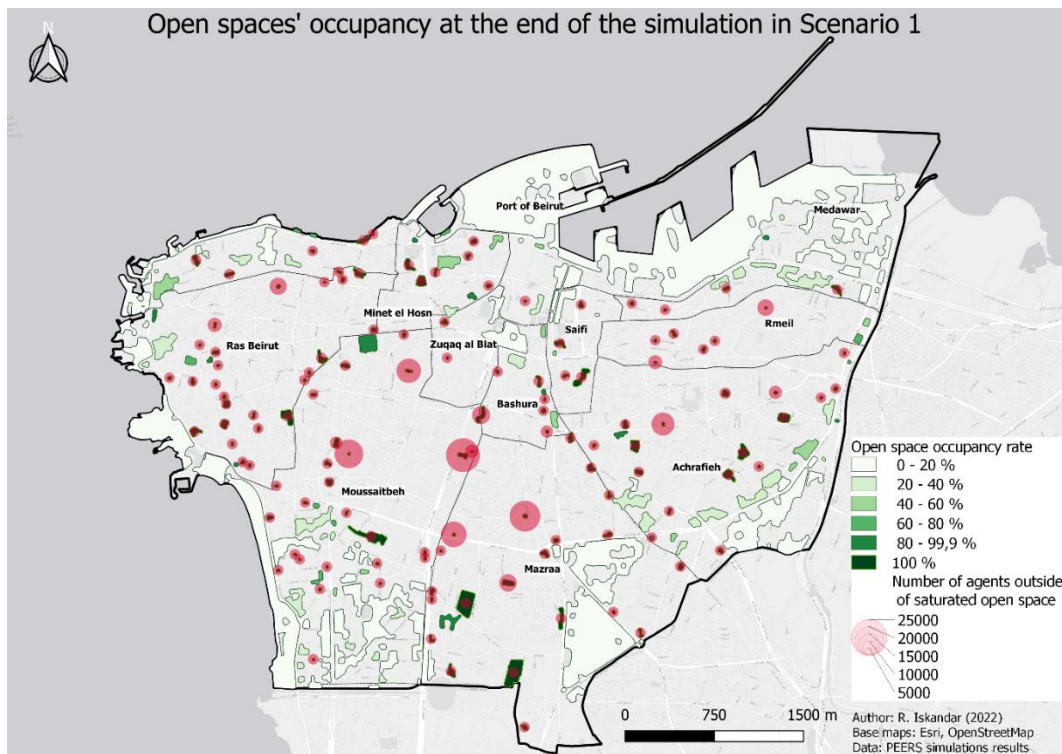 Open spaces' occupancy at the end of the simulation in Scenario 1
N
Port of Beirut
Medawar
Minet el Hosn
Rmeil
Saifi
Ras Beirut
Zuqaq al Blat
Bashura
Achrafieh
Moussaitbeh
Mazraa
Open space occupancy rate
0 - 20 %
20 - 40 %
40 - 60 %
60 - 80 %
80 - 99,9 %
100 %
Number of agents outside
of saturated open space
25000
20000
15000
10000
5000
0 750 1500 m
Author: R. Iskandar (2022)
Base maps: Esri, OpenStreetMap
Data: PEERS simulations results